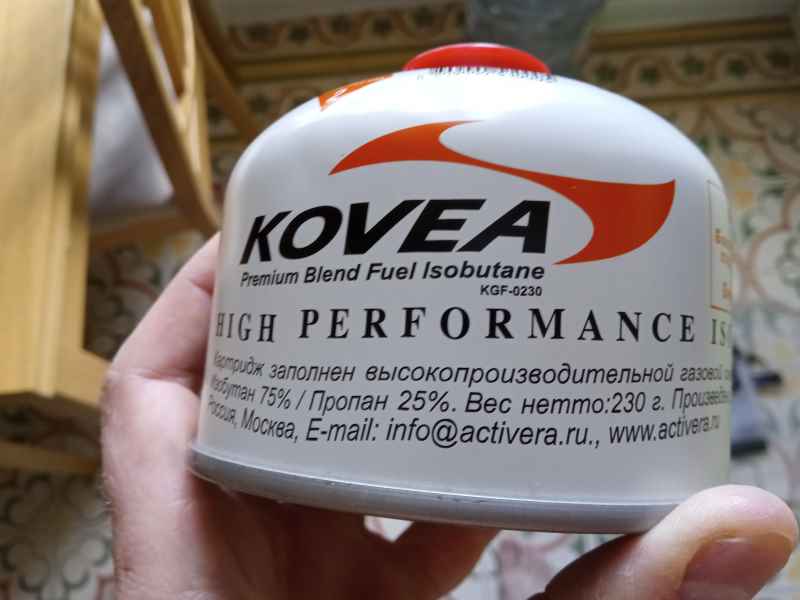 KOVEA
Premium Blend Fuel Isobutane
KGF-0230
HIGH PERFORMANCE
Картридж заполнен высокопроизводительной газовой
Изобутан 75% / Пропан 25%. Вес нетто:230 г.
Россия, Москва, E-mail: info@activera.ru., www.activera.ru